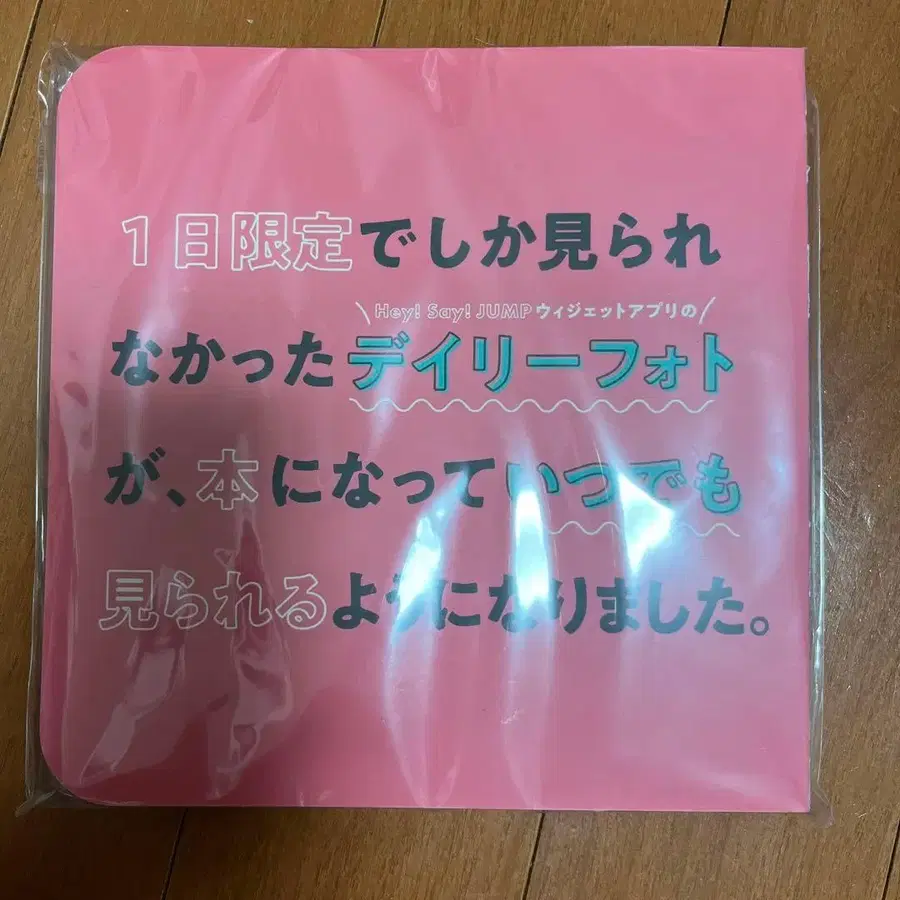 1日限定でしか見られ
\Hey! Say! JUMPウィジェットアプリの/
なかったデイリーフォト
が、本になっていつでも
見られるようになりました。